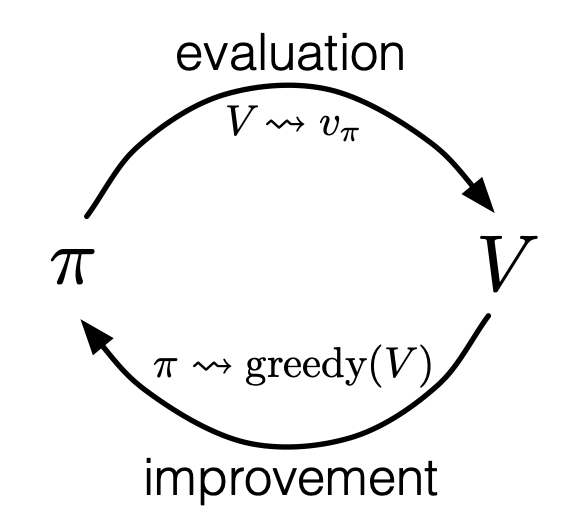 evaluation
V ⇝ v_π
π V
π ⇝ greedy(V)
improvement